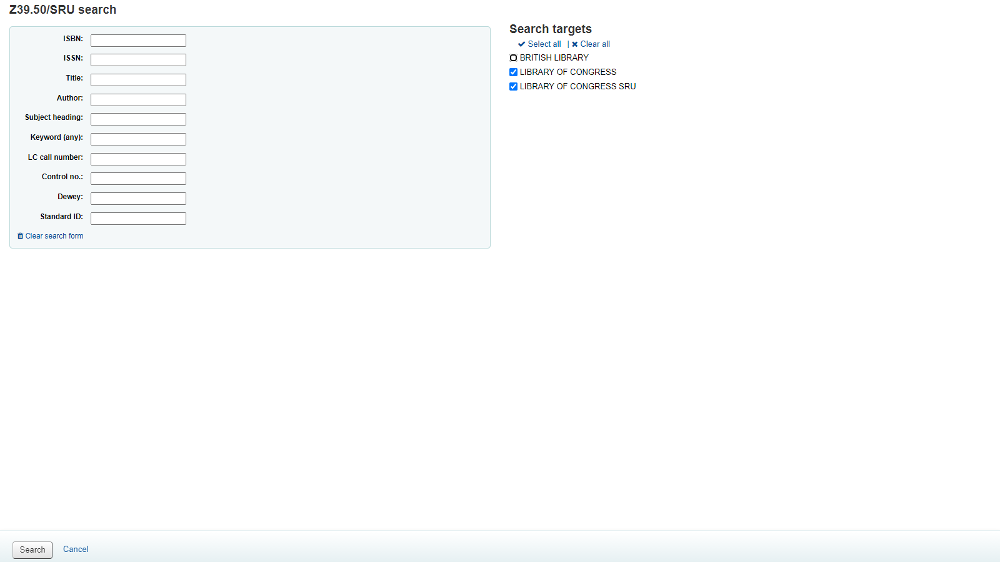 Z39.50/SRU search
ISBN:
ISSN:
Title:
Author:
Subject heading:
Keyword (any):
LC call number:
Control no.:
Dewey:
Standard ID:
Clear search form
Search targets
Select all | Clear all
BRITISH LIBRARY
LIBRARY OF CONGRESS
LIBRARY OF CONGRESS SRU
Search Cancel